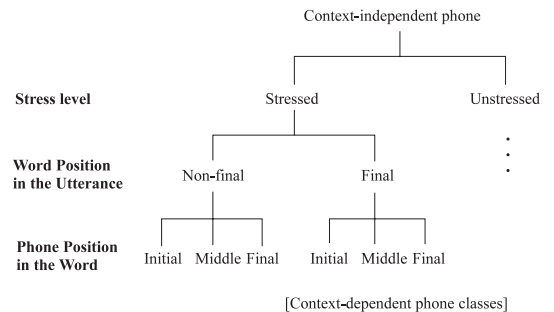 Context-independent phone
Stress level
Stressed
Unstressed
Word Position
in the Utterance
Non-final
Final
Phone Position
in the Word
Initial
Middle
Final
Initial
Middle
Final
[Context-dependent phone classes]